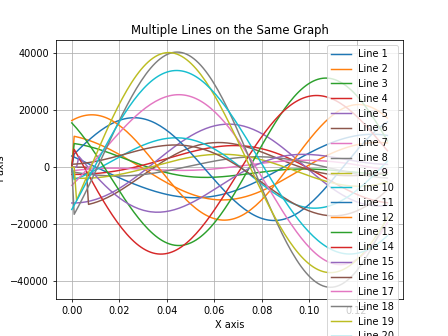 Multiple Lines on the Same Graph
40000
20000
0
−20000
−40000
0.00
0.02
0.04
0.06
0.08
0.10
X axis
axis
Line 1
Line 2
Line 3
Line 4
Line 5
Line 6
Line 7
Line 8
Line 9
Line 10
Line 11
Line 12
Line 13
Line 14
Line 15
Line 16
Line 17
Line 18
Line 19
Line 20